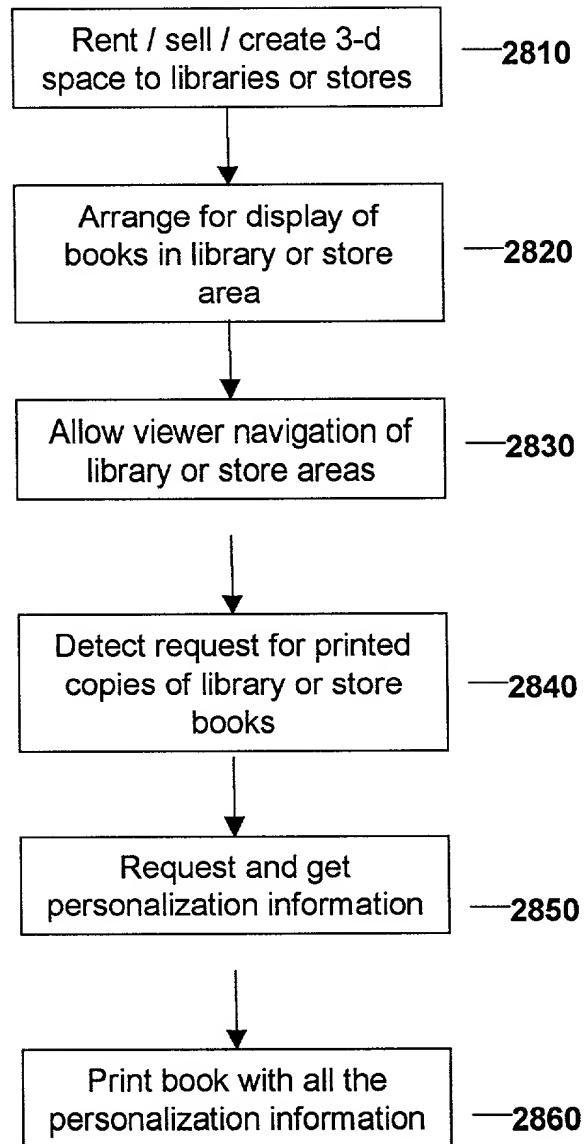 Rent / sell / create 3-d
space to libraries or stores
2810
Arrange for display of
books in library or store
area
2820
Allow viewer navigation of
library or store areas
2830
Detect request for printed
copies of library or store
books
2840
Request and get
personalization information
2850
Print book with all the
personalization information
2860